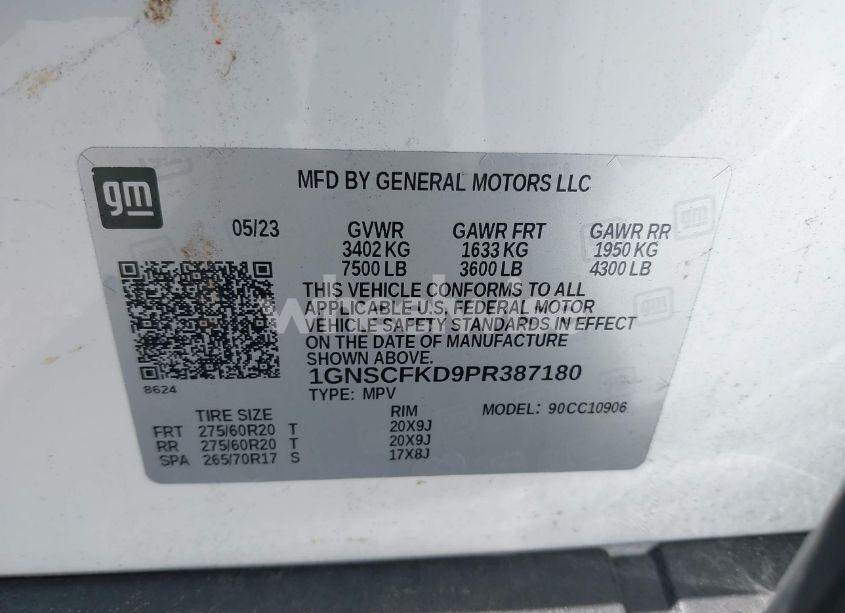 gm
MFD BY GENERAL MOTORS LLC
05/23 GVWR GAWR FRT GAWR RR
3402 KG 1633 KG 1950 KG
7500 LB 3600 LB 4300 LB
THIS VEHICLE CONFORMS TO ALL
APPLICABLE U.S. FEDERAL MOTOR
VEHICLE SAFETY STANDARDS IN EFFECT
ON THE DATE OF MANUFACTURE
SHOWN ABOVE.
1GNSCFKD9PR387180
8624
TYPE: MPV
MODEL: 90CC10906
TIRE SIZE RIM
FRT 275/60R20 T 20X9J
RR 275/60R20 T 20X9J
SPA 265/70R17 S 17X8J